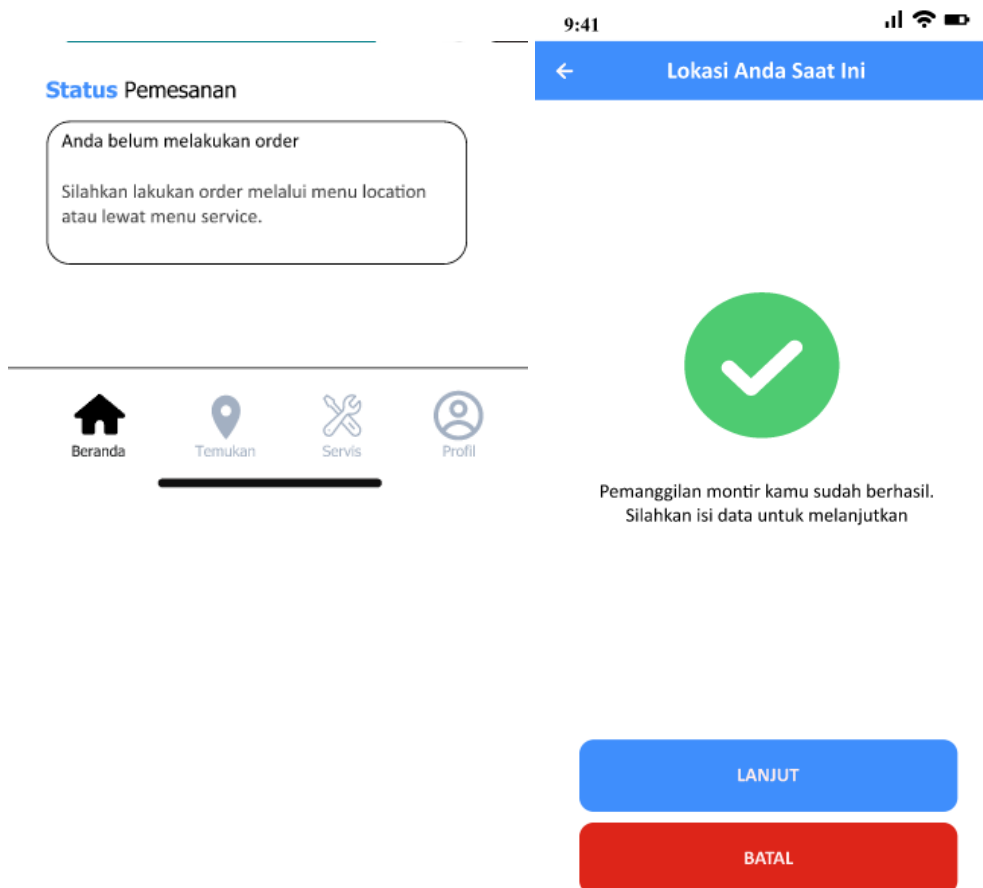 Status Pemesanan
Anda belum melakukan order
Silahkan lakukan order melalui menu location
atau lewat menu service.
Beranda
Temukan
Servis
Profil
9:41
Lokasi Anda Saat Ini
Pemanggilan montir kamu sudah berhasil.
Silahkan isi data untuk melanjutkan
LANJUT
BATAL